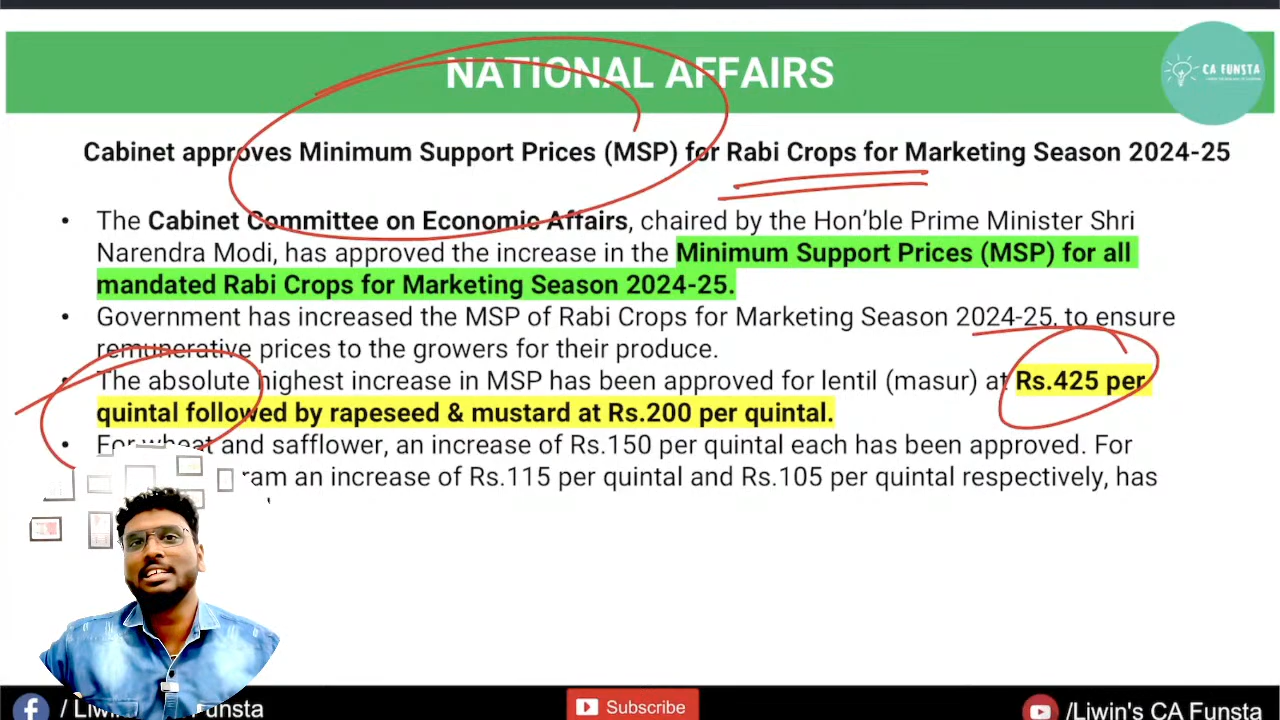 NATIONAL AFFAIRS
CA FUNSTA
Cabinet approves Minimum Support Prices (MSP) for Rabi Crops for Marketing Season 2024-25
• The Cabinet Committee on Economic Affairs, chaired by the Hon'ble Prime Minister Shri
Narendra Modi, has approved the increase in the Minimum Support Prices (MSP) for all
mandated Rabi Crops for Marketing Season 2024-25.
• Government has increased the MSP of Rabi Crops for Marketing Season 2024-25, to ensure
remunerative prices to the growers for their produce.
• The absolute highest increase in MSP has been approved for lentil (masur) at Rs.425 per
quintal followed by rapeseed & mustard at Rs.200 per quintal.
• For wheat and safflower, an increase of Rs.150 per quintal each has been approved. For
ram an increase of Rs.115 per quintal and Rs.105 per quintal respectively, has
f / Liwin Funsta
Subscribe
/Liwin's CA Funsta